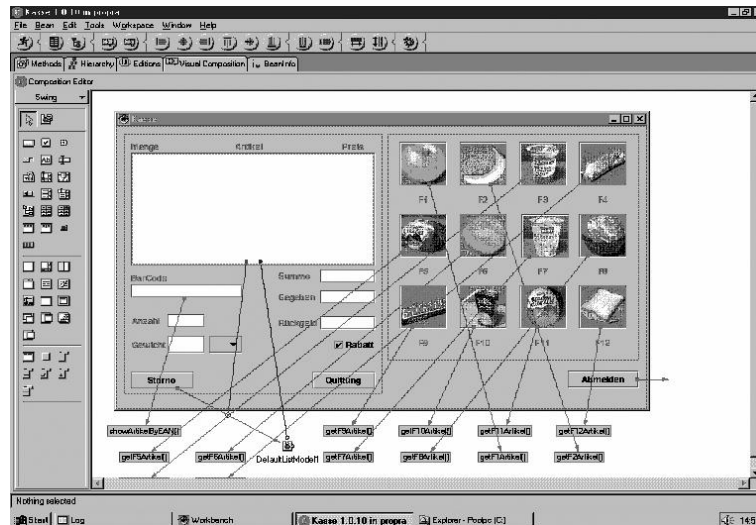 Kasse 1.0.10 in propra
File Bean Edit Tools Workspace Window Help
Methods Hierarchy Editions Visual Composition BeanInfo
Composition Editor
Swing
Kasse
Menge Artikel Preis
F1 F2 F3 F4
F5 F6 F7 F8
BarCode
Summe
Gegeben
Anzahl
Rückgeld
Gewicht
Rabatt
F9 F10 F11 F12
Storno
Quittung
Abmelden
showArtikelByEAN()
getF9Artikel()
getF10Artikel()
getF11Artikel()
getF12Artikel()
getF5Artikel()
getF6Artikel()
DefaultListModel1
getF7Artikel()
getF8Artikel()
getF1Artikel()
getF2Artikel()
Nothing selected
Start Log Workbench Kasse 1.0.10 in propra Explorer -